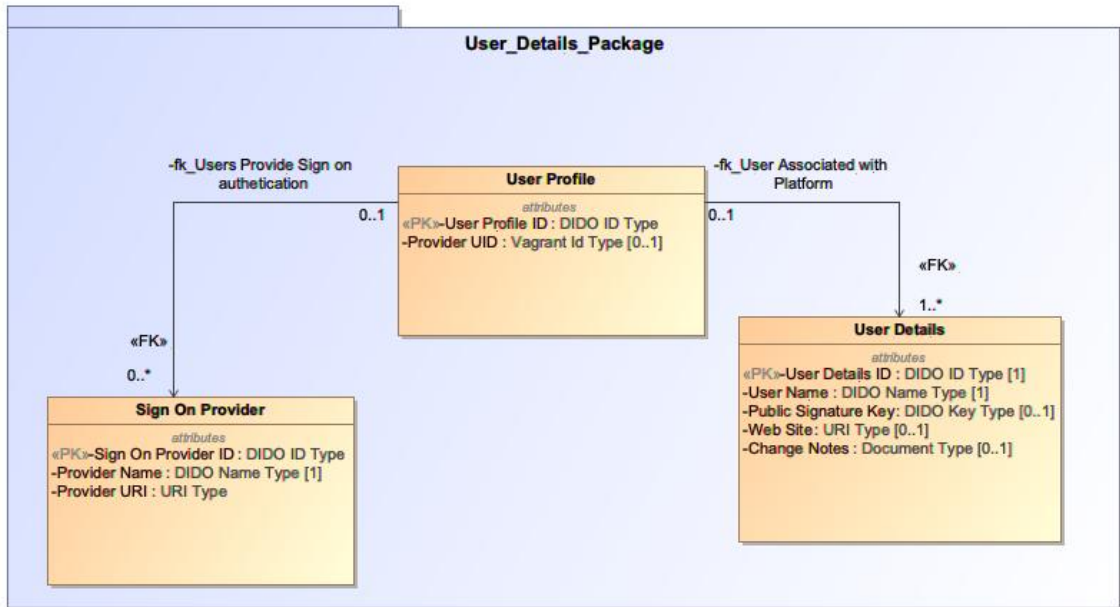 User_Details_Package
-fk_Users Provide Sign on
authetication
-fk_User Associated with
Platform
User Profile
attributes
«PK»-User Profile ID : DIDO ID Type
-Provider UID : Vagrant Id Type [0..1]
0..1
0..1
«FK»
1..*
«FK»
0..*
User Details
attributes
«PK»-User Details ID : DIDO ID Type [1]
-User Name : DIDO Name Type [1]
-Public Signature Key: DIDO Key Type [0..1]
-Web Site: URI Type [0..1]
-Change Notes : Document Type [0..1]
Sign On Provider
attributes
«PK»-Sign On Provider ID : DIDO ID Type
-Provider Name : DIDO Name Type [1]
-Provider URI : URI Type